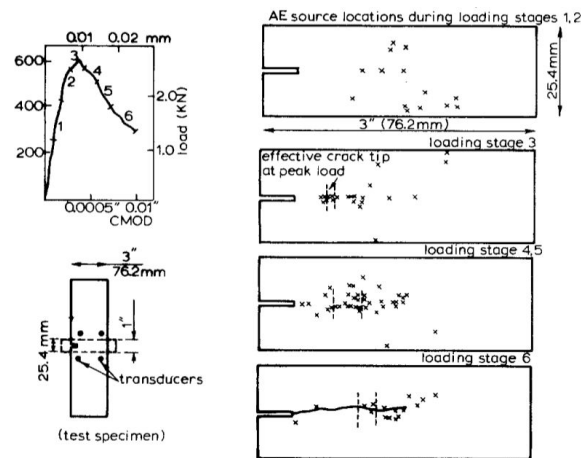 0.01 0.02 mm
600
400
200
1
2
3
4
5
6
2.0
1.0
load (KN)
0.0005" 0.01"
CMOD
3"
76.2mm
25.4 mm
1"
transducers
(test specimen)
AE source locations during loading stages 1,2
25.4mm
3" (76.2mm)
loading stage 3
effective crack tip
at peak load
loading stage 4,5
loading stage 6